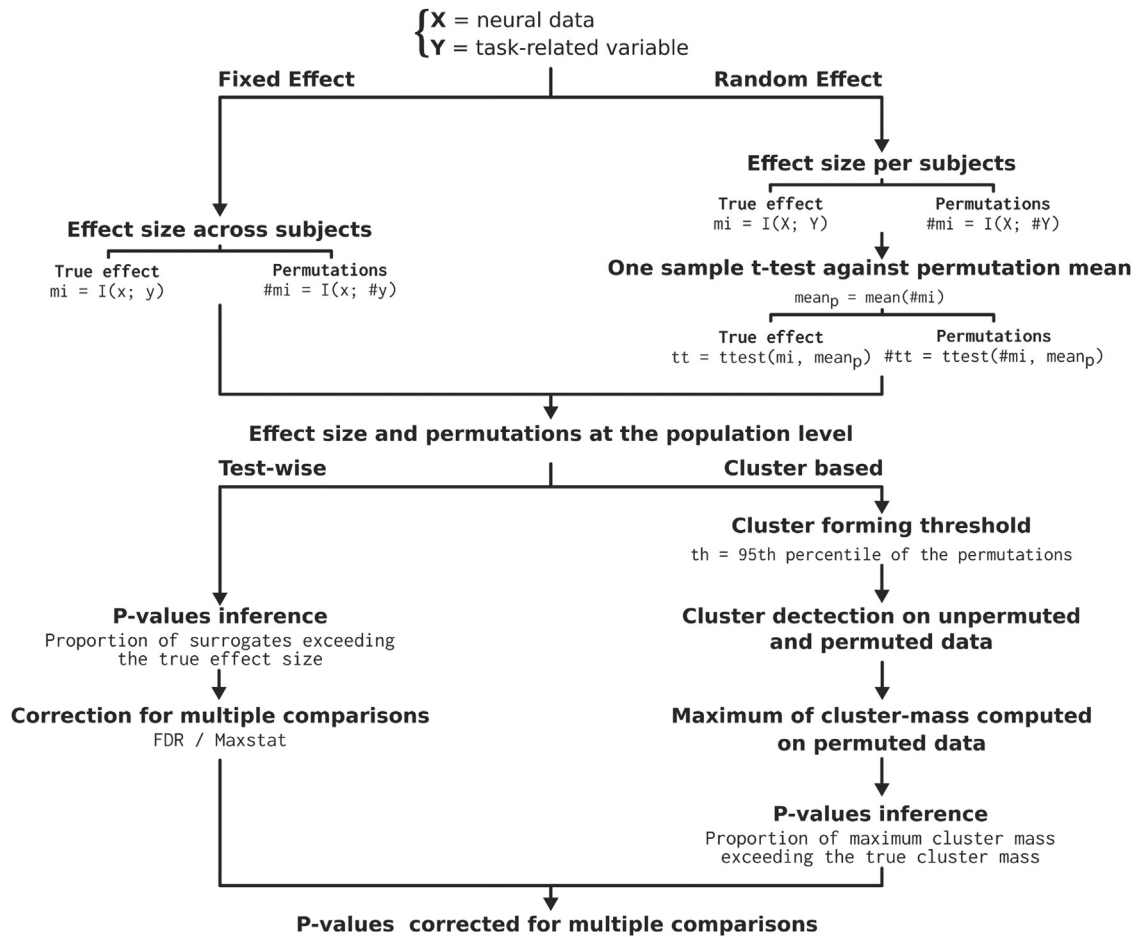 X = neural data
Y = task-related variable
Fixed Effect
Random Effect
Effect size per subjects
True effect
mi = I(X; Y)
Permutations
#mi = I(X; #Y)
Effect size across subjects
True effect
mi = I(x; y)
Permutations
#mi = I(x; #y)
One sample t-test against permutation mean
meanp = mean(#mi)
True effect
tt = ttest(mi, meanp)
Permutations
#tt = ttest(#mi, meanp)
Effect size and permutations at the population level
Test-wise
Cluster based
Cluster forming threshold
th = 95th percentile of the permutations
P-values inference
Proportion of surrogates exceeding
the true effect size
Cluster dectection on unpermuted
and permuted data
Correction for multiple comparisons
FDR / Maxstat
Maximum of cluster-mass computed
on permuted data
P-values inference
Proportion of maximum cluster mass
exceeding the true cluster mass
P-values corrected for multiple comparisons